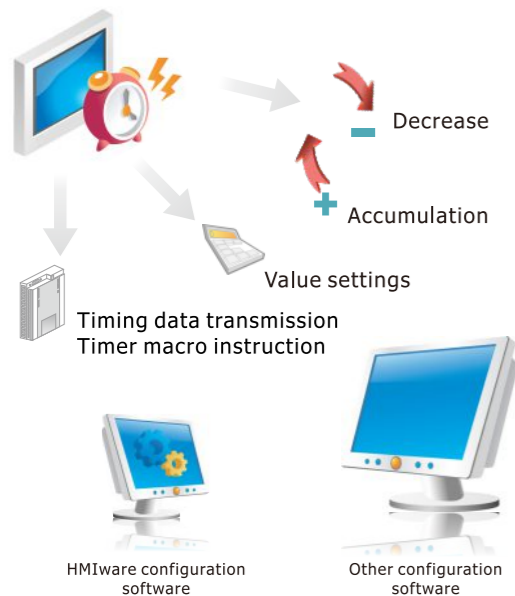 Decrease
Accumulation
Value settings
Timing data transmission
Timer macro instruction
HMIware configuration
software
Other configuration
software